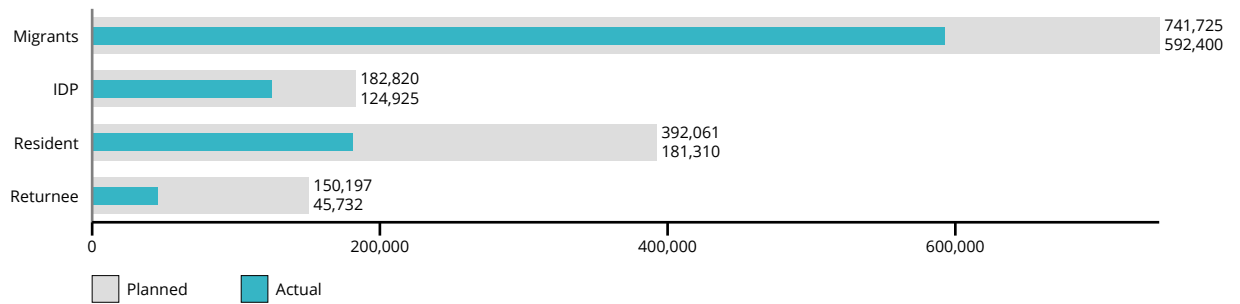 Migrants
741,725
592,400
IDP
182,820
124,925
Resident
392,061
181,310
Returnee
150,197
45,732
0 200,000 400,000 600,000
Planned Actual